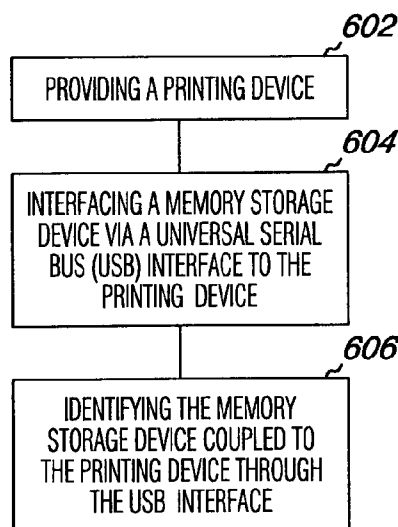 602
PROVIDING A PRINTING DEVICE
604
INTERFACING A MEMORY STORAGE
DEVICE VIA A UNIVERSAL SERIAL
BUS (USB) INTERFACE TO THE
PRINTING DEVICE
606
IDENTIFYING THE MEMORY
STORAGE DEVICE COUPLED TO
THE PRINTING DEVICE THROUGH
THE USB INTERFACE